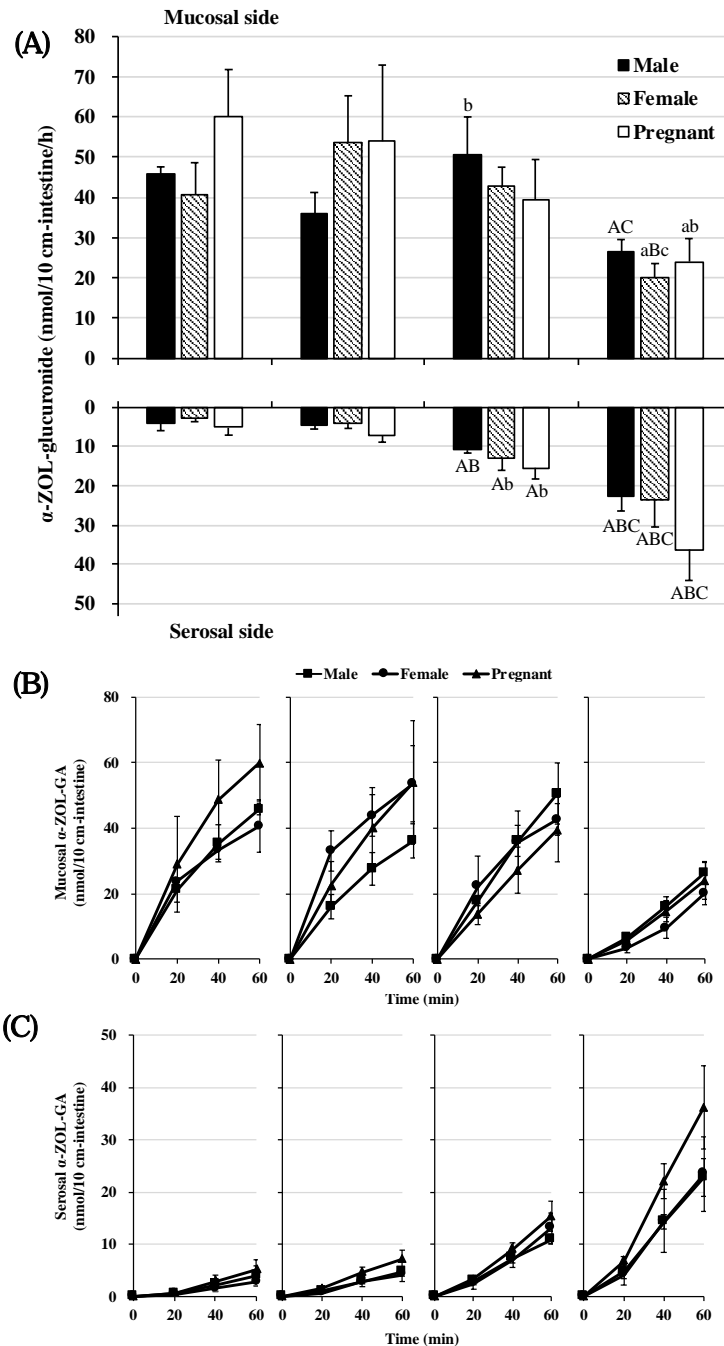 Mucosal side
(A)
α-ZOL-glucuronide (nmol/10 cm-intestine/h)
80
70
60
50
40
30
20
10
0
Male
Female
Pregnant
b
AC
aBc
ab
0
10
20
30
40
50
AB
Ab
Ab
ABC
ABC
ABC
Serosal side
(B)
Male Female Pregnant
Mucosal α-ZOL-GA
(nmol/10 cm-intestine)
80
60
40
20
0
0 20 40 60 0 20 40 60 0 20 40 60 0 20 40 60
Time (min)
(C)
Serosal α-ZOL-GA
(nmol/10 cm-intestine)
50
40
30
20
10
0
0 20 40 60 0 20 40 60 0 20 40 60 0 20 40 60
Time (min)